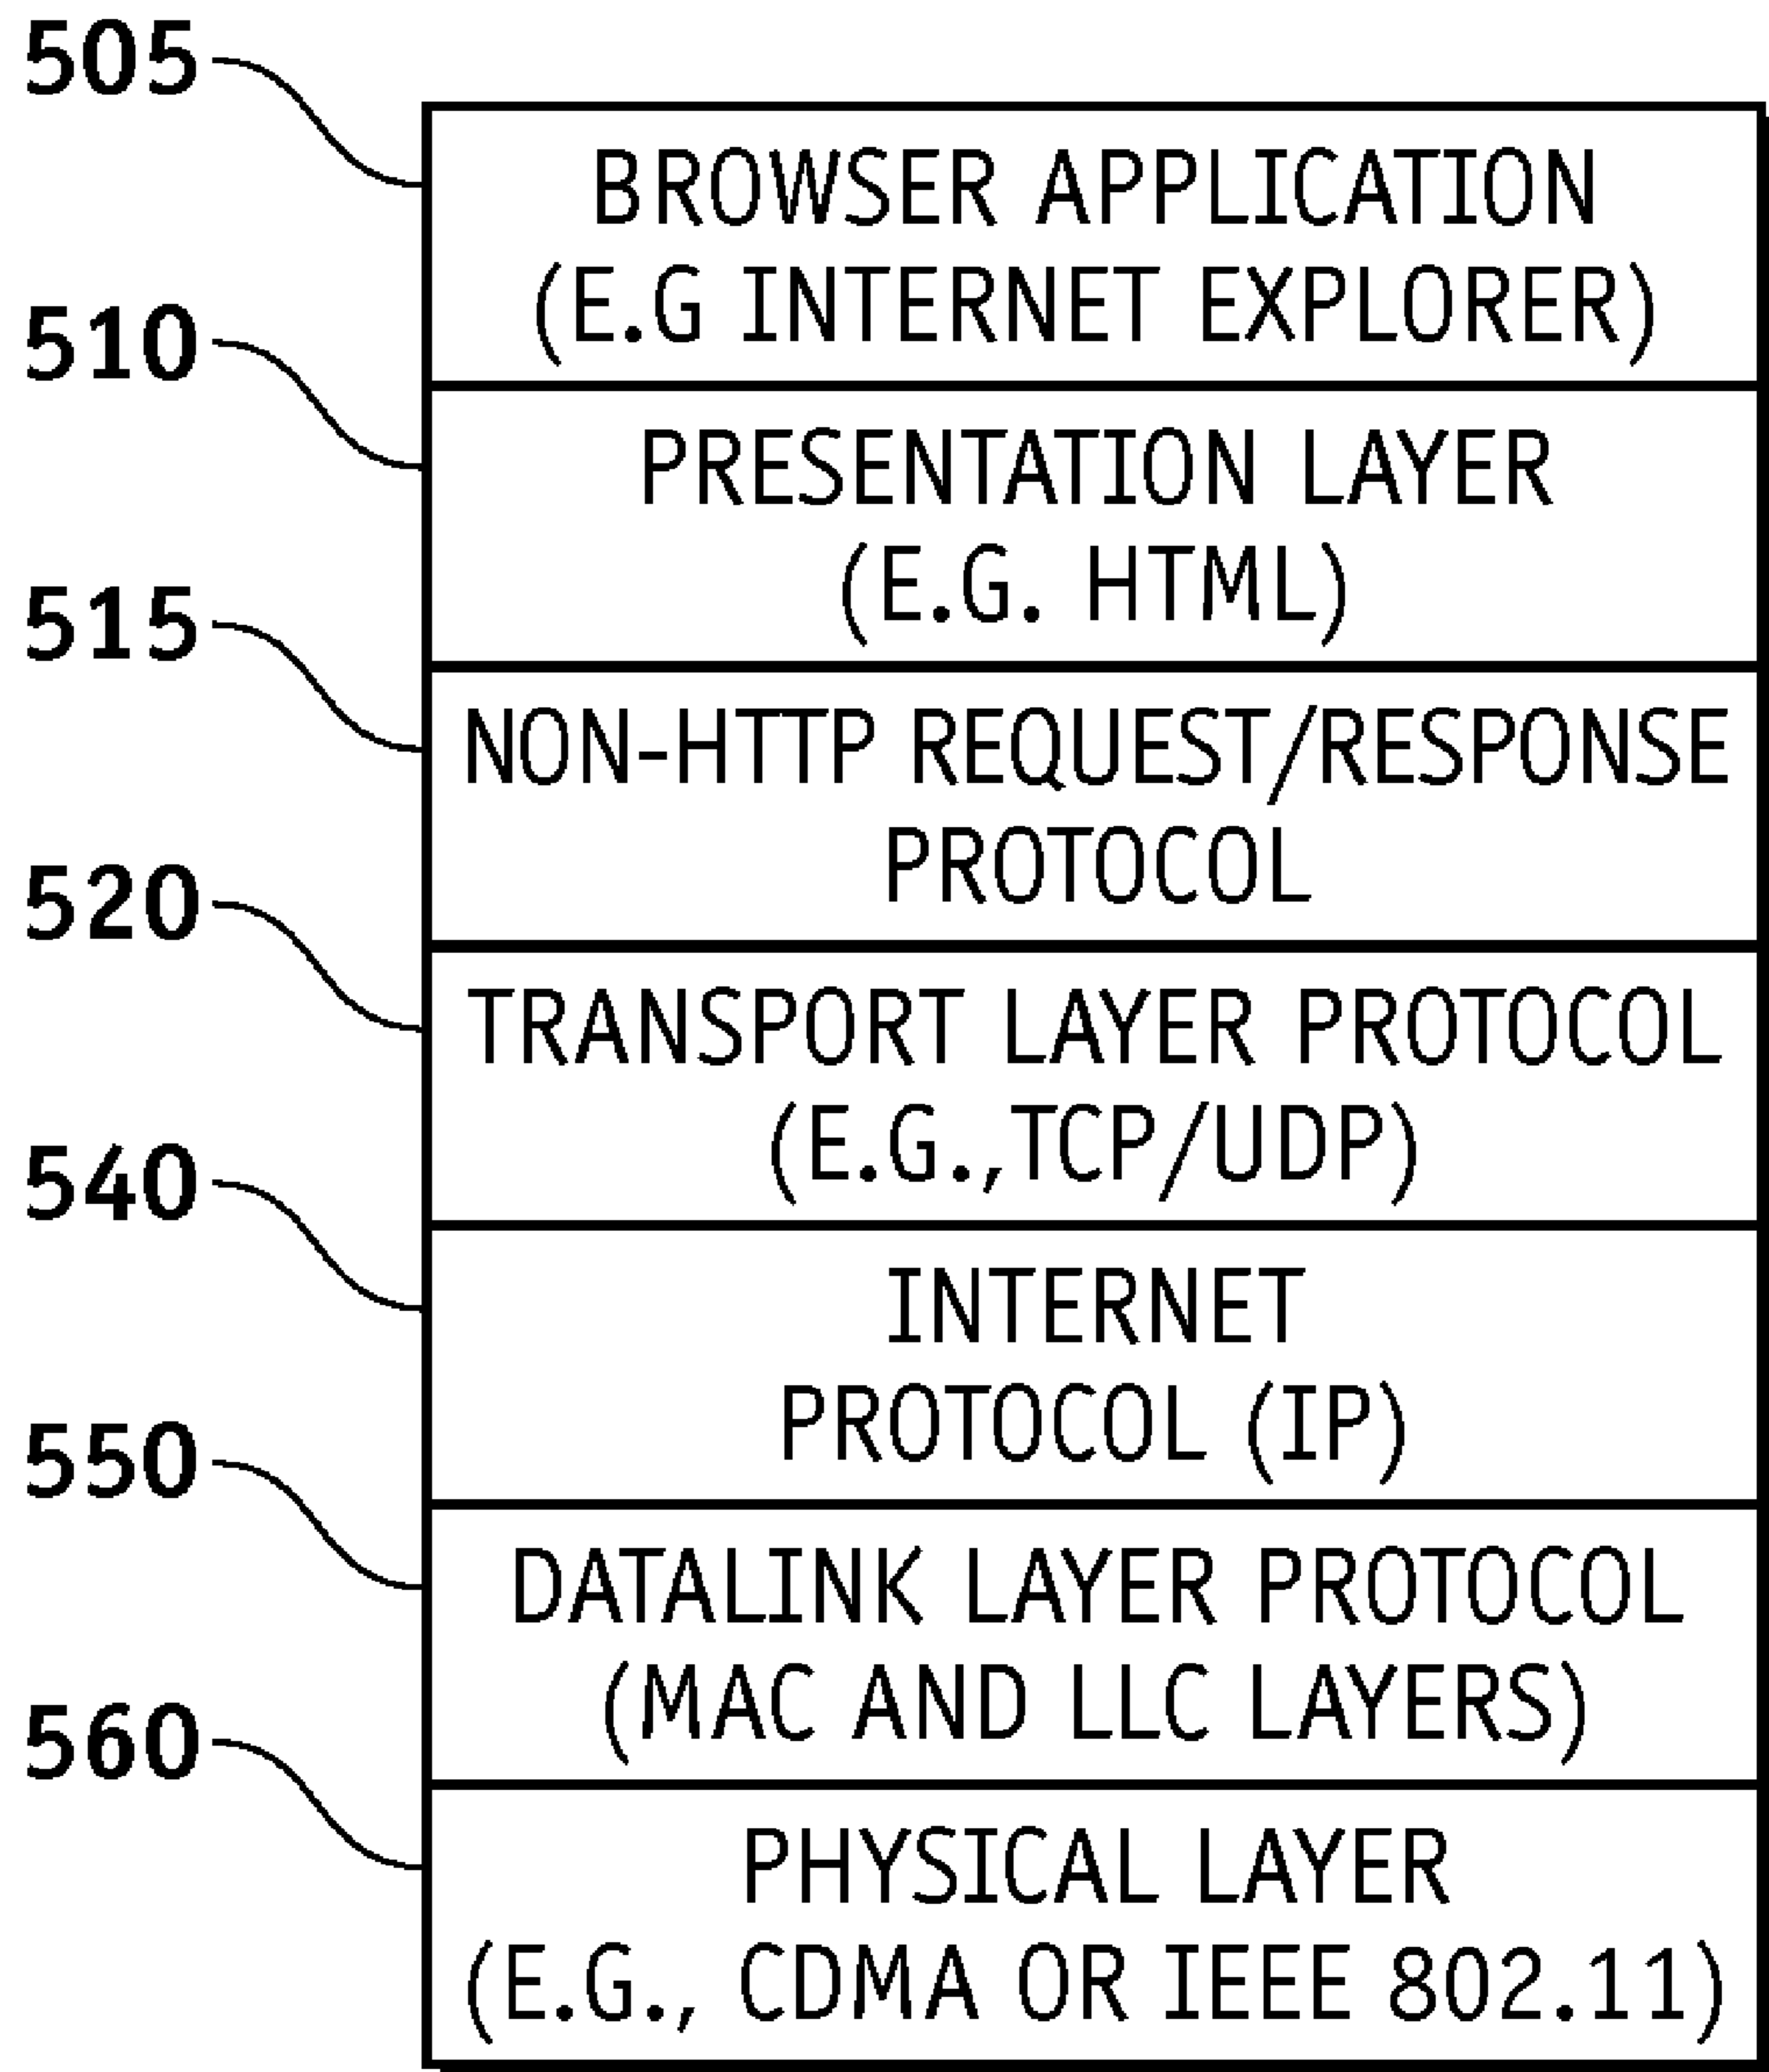 505
BROWSER APPLICATION
(E.G INTERNET EXPLORER)
510
PRESENTATION LAYER
(E.G. HTML)
515
NON-HTTP REQUEST/RESPONSE
PROTOCOL
520
TRANSPORT LAYER PROTOCOL
(E.G.,TCP/UDP)
540
INTERNET
PROTOCOL (IP)
550
DATALINK LAYER PROTOCOL
(MAC AND LLC LAYERS)
560
PHYSICAL LAYER
(E.G., CDMA OR IEEE 802.11)